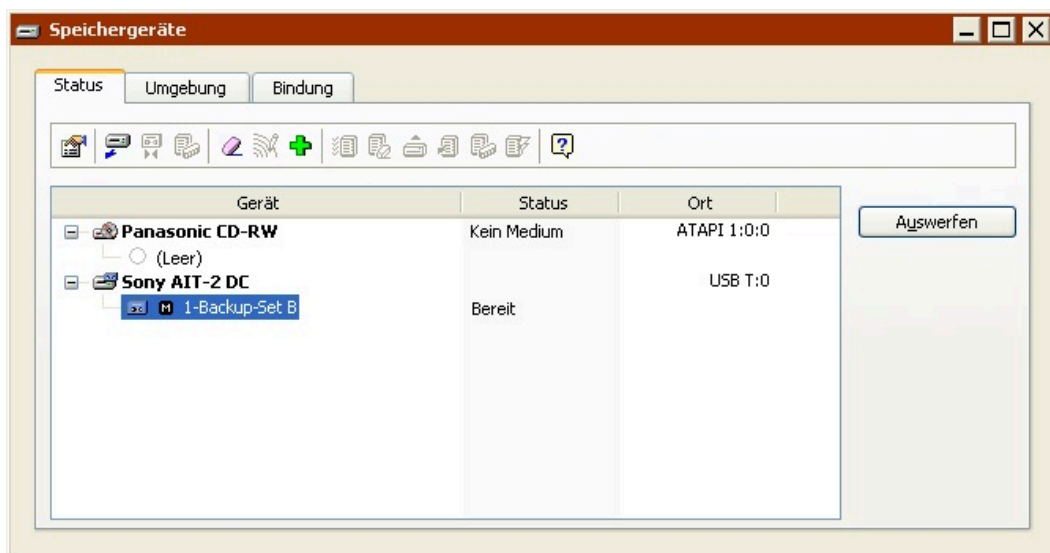 Speichergeräte
Status Umgebung Bindung
Gerät Status Ort
Panasonic CD-RW Kein Medium ATAPI 1:0:0
(Leer)
Sony AIT-2 DC USB T:0
M 1-Backup-Set B Bereit
Auswerfen